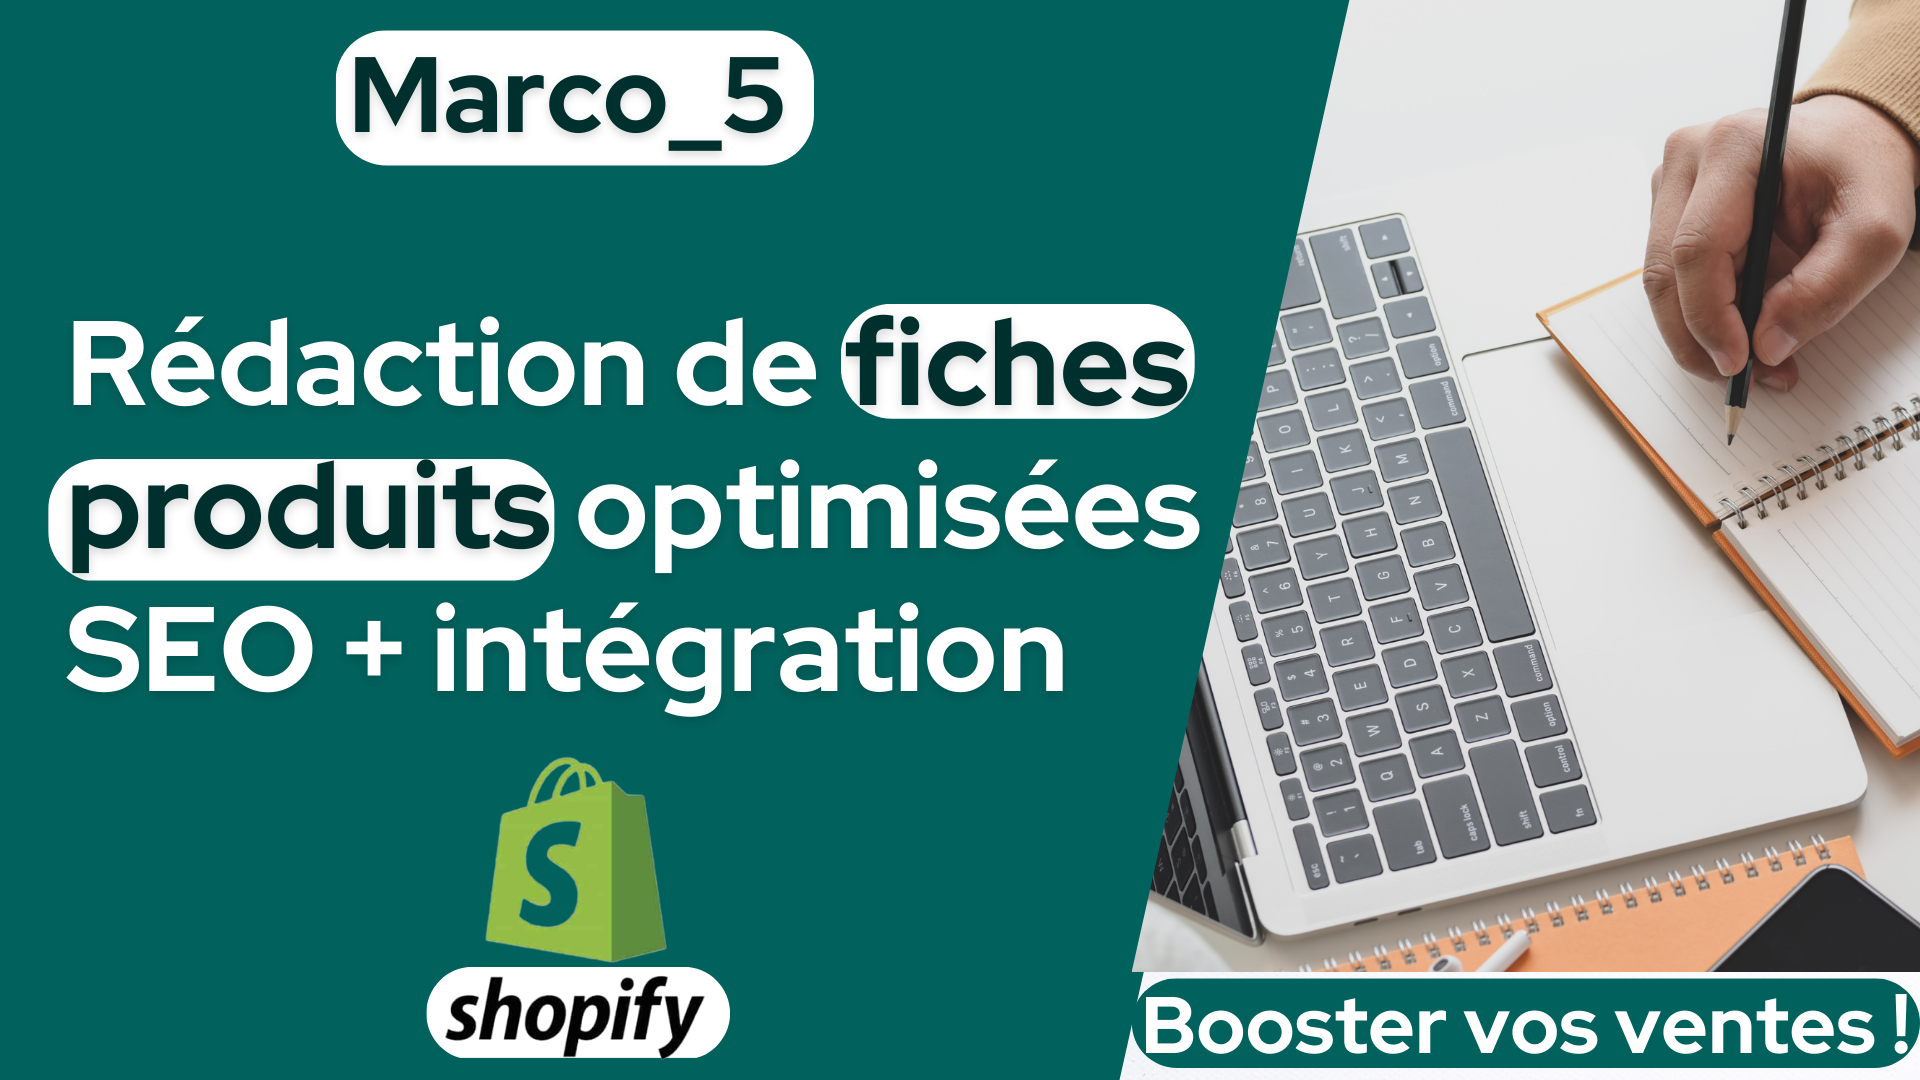 Marco_5
Rédaction de fiches
produits optimisées
SEO + intégration
shopify
Booster vos ventes !